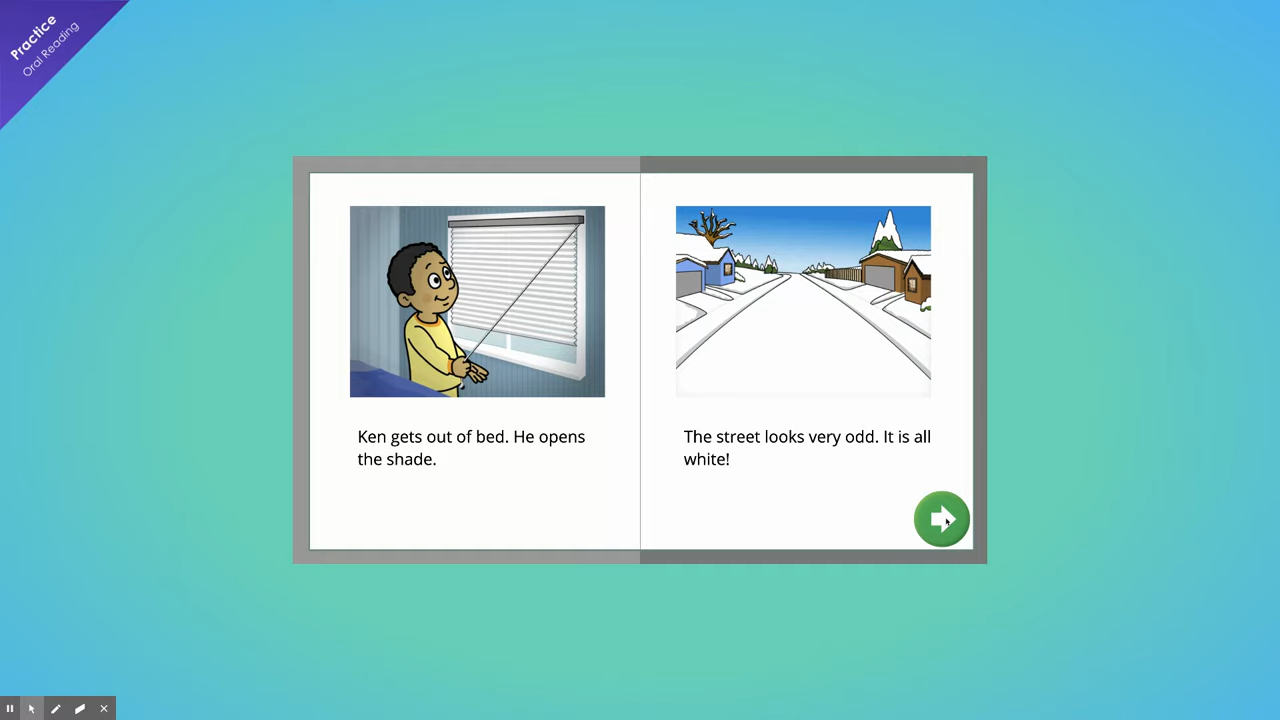 Practice
Oral Reading
Ken gets out of bed. He opens
the shade.
The street looks very odd. It is all
white!